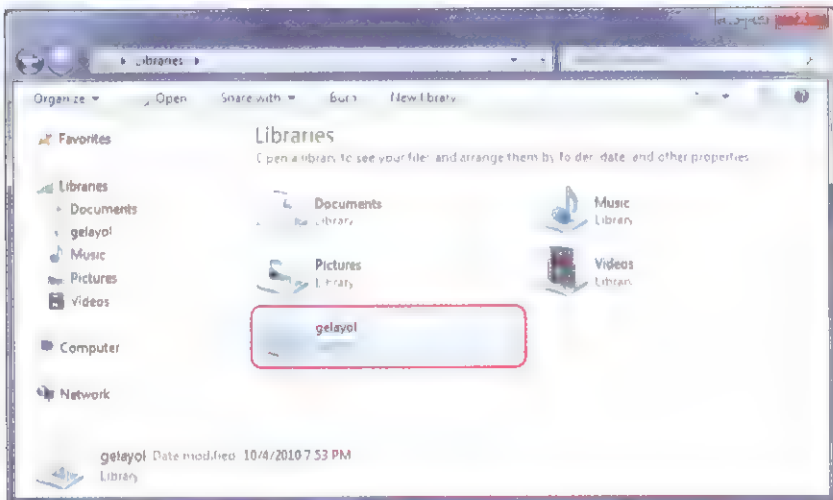 Libraries
Organize Open Share with Burn New library
Favorites
Libraries
Documents
gelayol
Music
Pictures
Videos
Computer
Network
Libraries
Open a library to see your files and arrange them by folder, date, and other properties.
Documents
Library
Music
Library
Pictures
Library
Videos
Library
gelayol
gelayol Date modified: 10/4/2010 7:53 PM
Library